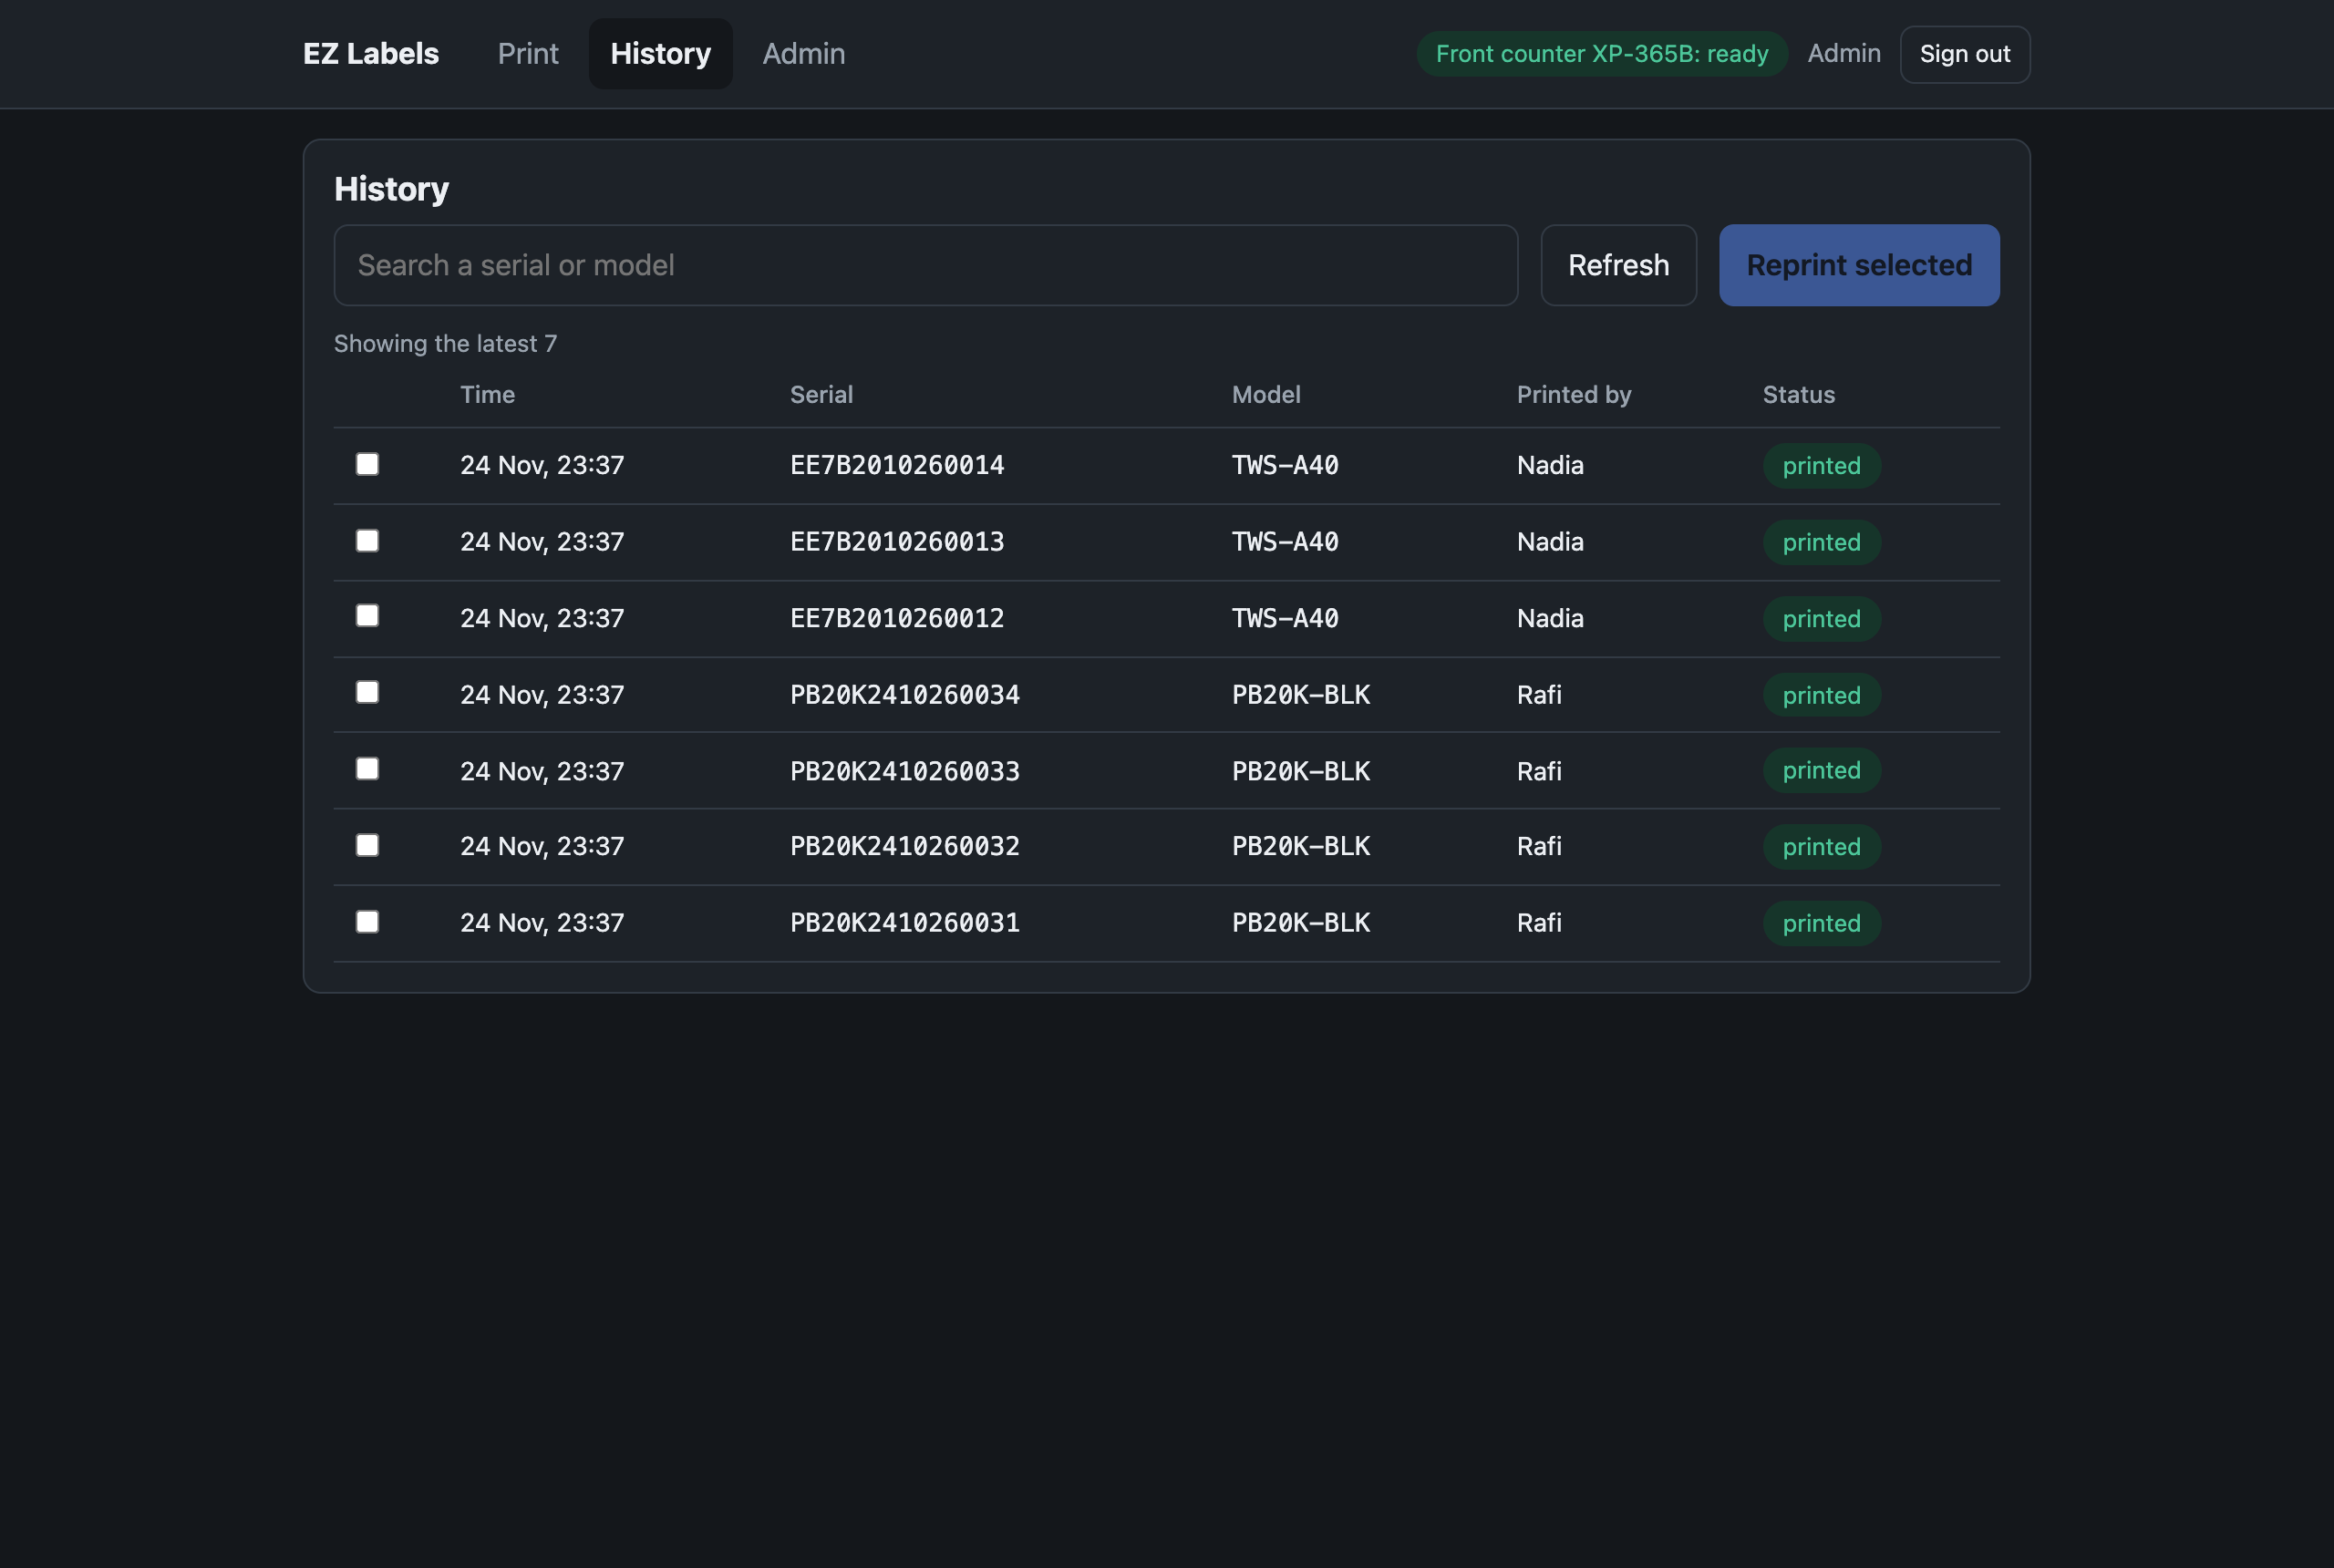 EZ Labels Print History Admin Front counter XP-365B: ready Admin Sign out
History
Search a serial or model Refresh Reprint selected
Showing the latest 7
Time Serial Model Printed by Status
24 Nov, 23:37 EE7B2010260014 TWS-A40 Nadia printed
24 Nov, 23:37 EE7B2010260013 TWS-A40 Nadia printed
24 Nov, 23:37 EE7B2010260012 TWS-A40 Nadia printed
24 Nov, 23:37 PB20K2410260034 PB20K-BLK Rafi printed
24 Nov, 23:37 PB20K2410260033 PB20K-BLK Rafi printed
24 Nov, 23:37 PB20K2410260032 PB20K-BLK Rafi printed
24 Nov, 23:37 PB20K2410260031 PB20K-BLK Rafi printed